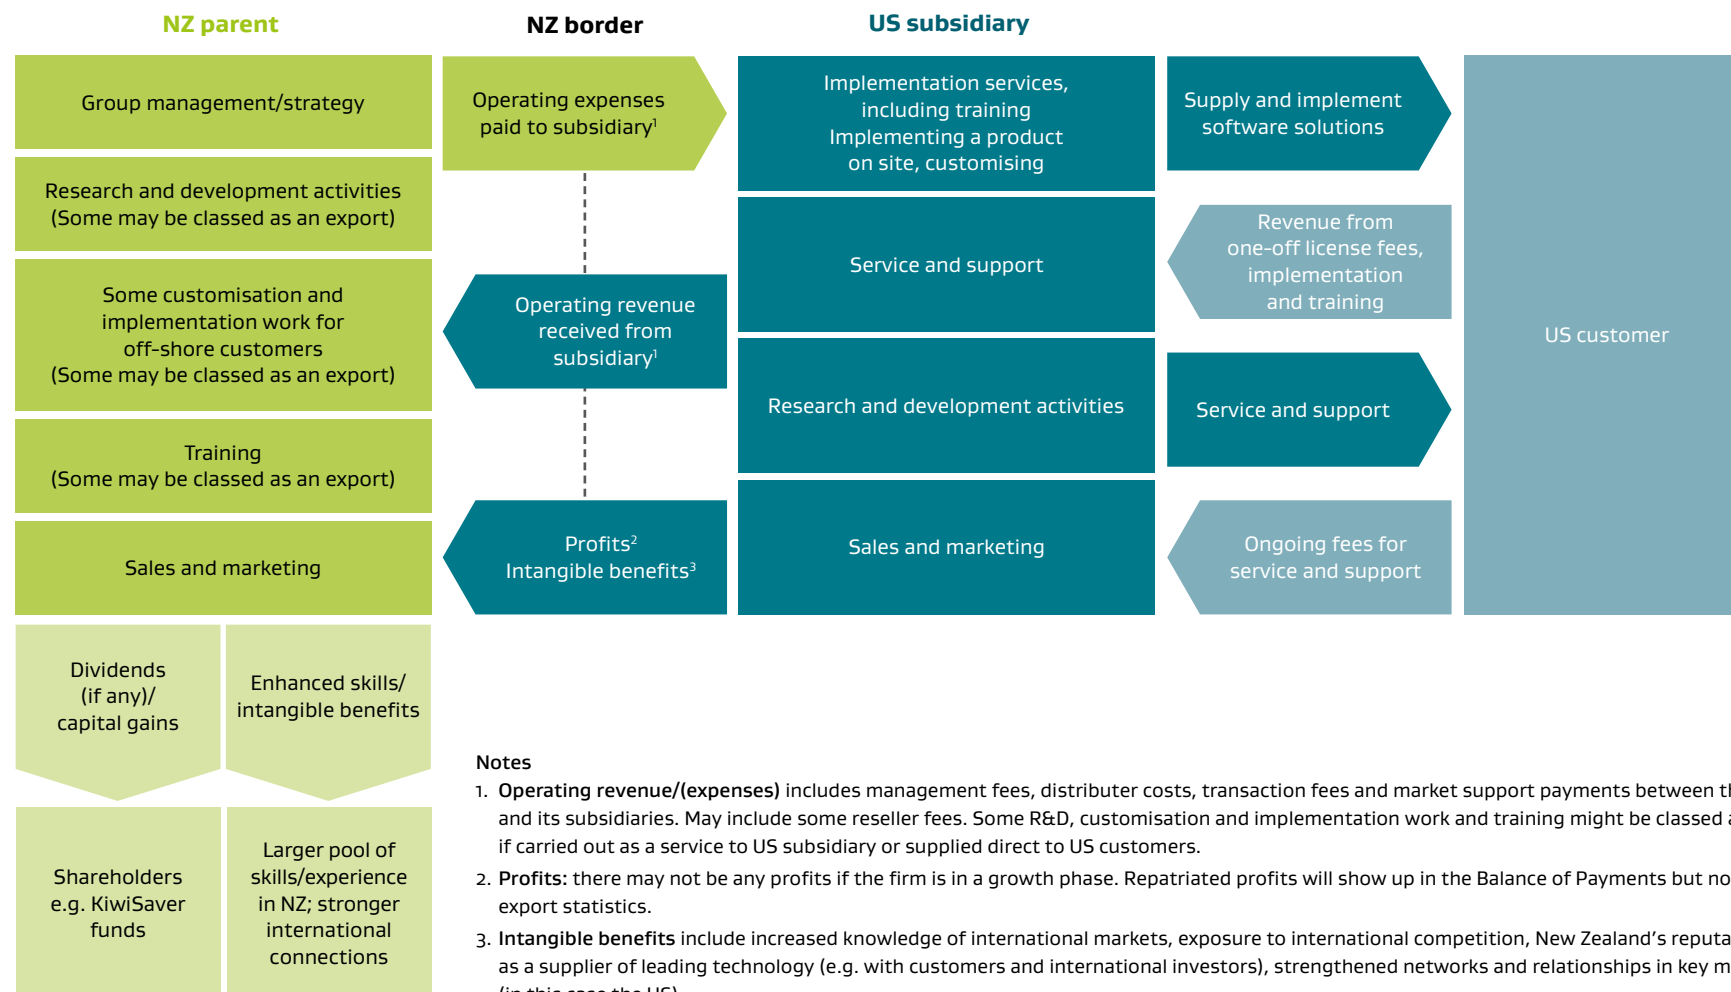 NZ parent
NZ border
US subsidiary
Group management/strategy
Research and development activities
(Some may be classed as an export)
Some customisation and
implementation work for
off-shore customers
(Some may be classed as an export)
Training
(Some may be classed as an export)
Sales and marketing
Operating expenses
paid to subsidiary¹
Operating revenue
received from
subsidiary¹
Profits²
Intangible benefits³
Implementation services,
including training
Implementing a product
on site, customising
Service and support
Research and development activities
Sales and marketing
Supply and implement
software solutions
Revenue from
one-off license fees,
implementation
and training
Service and support
Ongoing fees for
service and support
US customer
Dividends
(if any)/
capital gains
Enhanced skills/
intangible benefits
Shareholders
e.g. KiwiSaver
funds
Larger pool of
skills/experience
in NZ; stronger
international
connections
Notes
1. Operating revenue/(expenses) includes management fees, distributer costs, transaction fees and market support payments between
and its subsidiaries. May include some reseller fees. Some R&D, customisation and implementation work and training might be classed
if carried out as a service to US subsidiary or supplied direct to US customers.
2. Profits: there may not be any profits if the firm is in a growth phase. Repatriated profits will show up in the Balance of Payments but
export statistics.
3. Intangible benefits include increased knowledge of international markets, exposure to international competition, New Zealand's
as a supplier of leading technology (e.g. with customers and international investors), strengthened networks and relationships in key
(in this case the US)